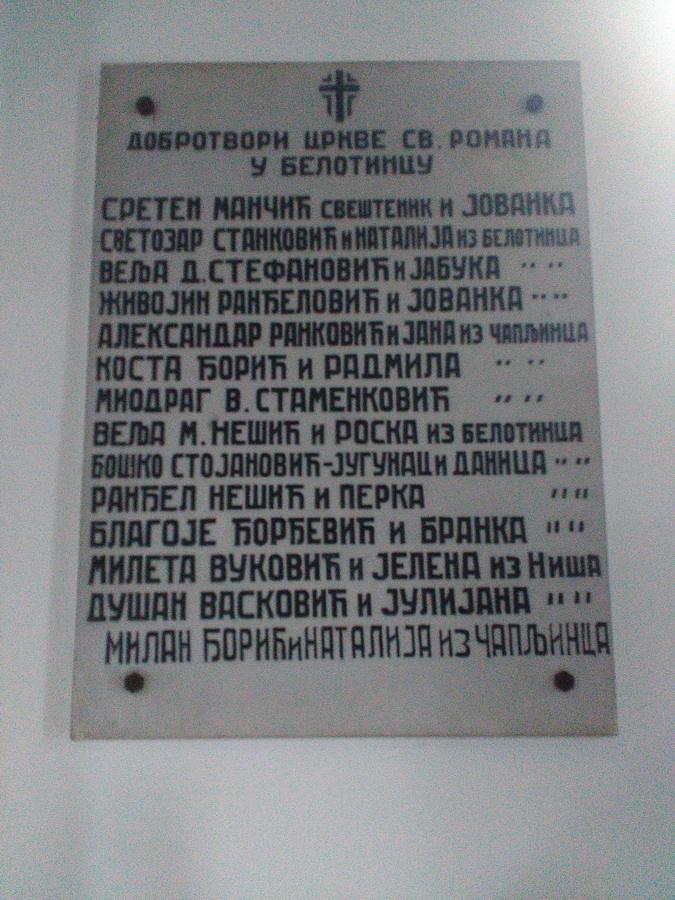 ДОБРОТВОРИ ЦРКВЕ СВ. РОМАНА
У БЕЛОТИНЦУ
СРЕТЕН МАНЧИЋ СВЕШТЕНИК И ЈОВАНКА
СВЕТОЗАР СТАНКОВИЋ И НАТАЛИЈА ИЗ БЕЛОТИНЦА
ВЕЉА Д. СТЕФАНОВИЋ И ЈАБУКА " "
ЖИВОЈИН РАНЂЕЛОВИЋ И ЈОВАНКА " "
АЛЕКСАНДАР РАНКОВИЋ И ЈАНА ИЗ ЧАПЉИНЦА
КОСТА ЂОРИЋ И РАДМИЛА " "
МИОДРАГ В. СТАМЕНКОВИЋ " "
ВЕЉА М. НЕШИЋ И РОСКА ИЗ БЕЛОТИНЦА
БОШКО СТОЈАНОВИЋ-ЈУГУНАЦ И ДАНИЦА " "
РАНЂЕЛ НЕШИЋ И ПЕРКА " "
БЛАГОЈЕ ЂОРЂЕВИЋ И БРАНКА " "
МИЛЕТА ВУКОВИЋ И ЈЕЛЕНА ИЗ НИША
ДУШАН ВАСКОВИЋ И ЈУЛИЈАНА " "
МИЛАН ЂОРИЋ И НАТАЛИЈА ИЗ ЧАПЉИНЦА